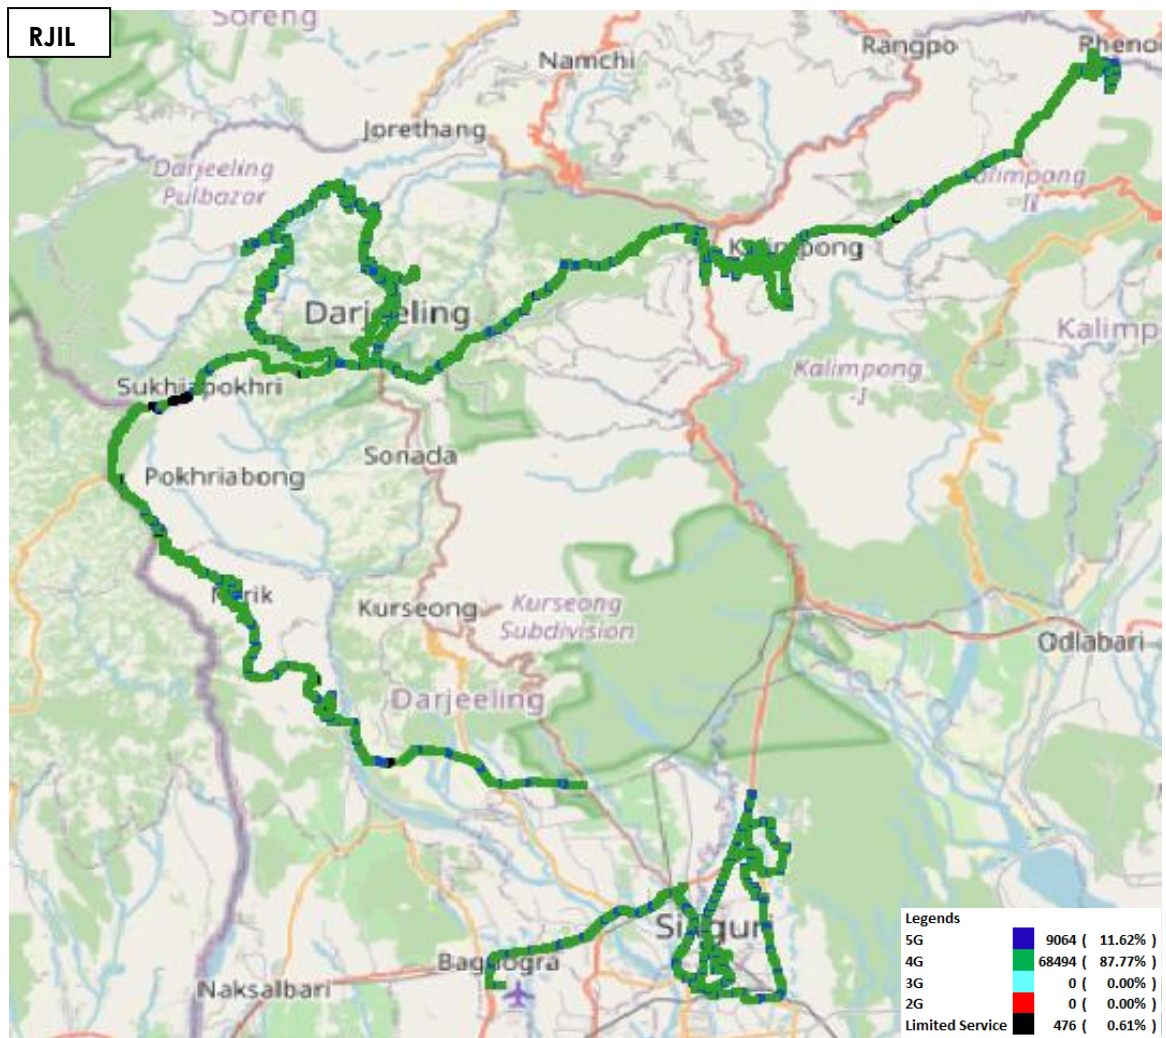 RJIL
Soreng
Rangpo
Rheno
Namchi
Jorethang
Darjeeling
Pulbazar
Kalimpong
II
Kalimpong
Darjeeling
Kalimp
Sukhiapokhri
Kalimpong
-I
Sonada
Pokhriabong
Mirik
Kurseong
Kurseong
Subdivision
Odlabari
Darjeeling
Siliguri
Bagdogra
Naksalbari
Legends
5G 9064 ( 11.62% )
4G 68494 ( 87.77% )
3G 0 ( 0.00% )
2G 0 ( 0.00% )
Limited Service 476 ( 0.61% )